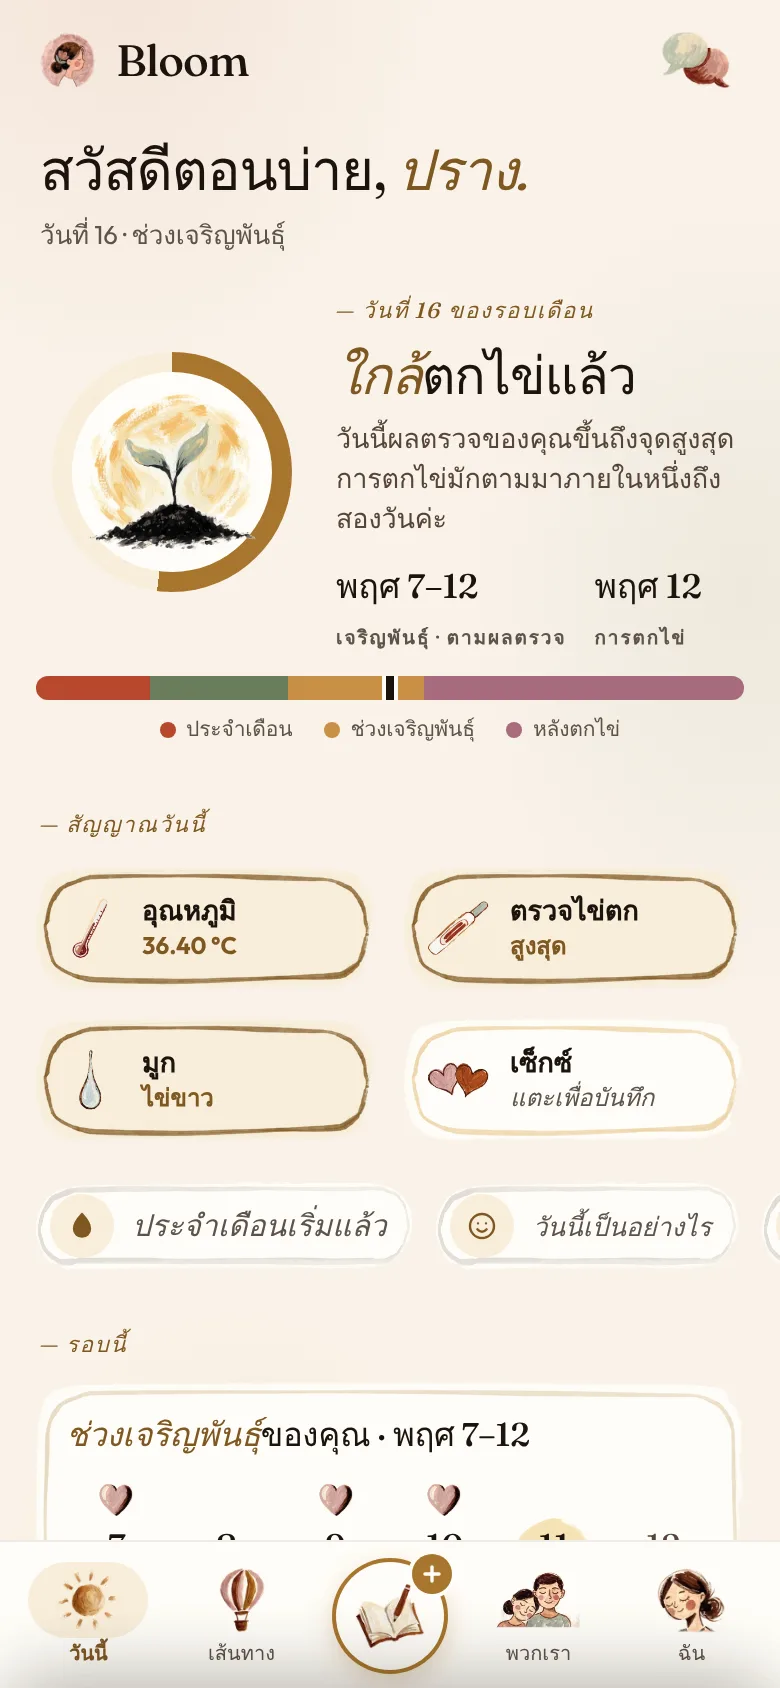 Bloom
สวัสดีตอนบ่าย, ปราง.
วันที่ 16 · ช่วงเจริญพันธุ์
— วันที่ 16 ของรอบเดือน
ใกล้ตกไข่แล้ว
วันนี้ผลตรวจของคุณขึ้นถึงจุดสูงสุด
การตกไข่มักตามมาภายในหนึ่งถึง
สองวันค่ะ
พฤศ 7–12
เจริญพันธุ์ · ตามผลตรวจ
พฤศ 12
การตกไข่
ประจำเดือน
ช่วงเจริญพันธุ์
หลังตกไข่
— สัญญาณวันนี้
อุณหภูมิ
36.40 °C
ตรวจไข่ตก
สูงสุด
มูก
ไข่ขาว
เซ็กซ์
แตะเพื่อบันทึก
ประจำเดือนเริ่มแล้ว
วันนี้เป็นอย่างไร
— รอบนี้
ช่วงเจริญพันธุ์ของคุณ · พฤศ 7–12
วันนี้
เส้นทาง
พวกเรา
ฉัน